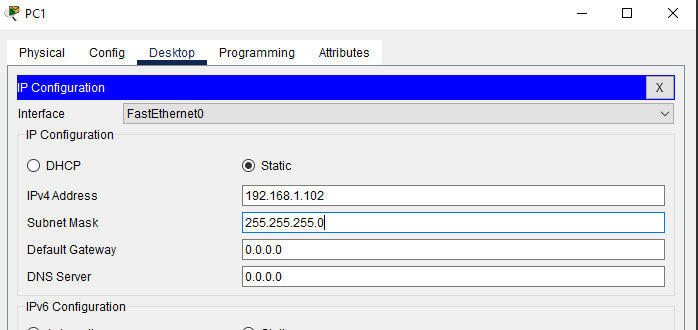 PC1
Physical Config Desktop Programming Attributes
IP Configuration X
Interface FastEthernet0
IP Configuration
DHCP Static
IPv4 Address 192.168.1.102
Subnet Mask 255.255.255.0
Default Gateway 0.0.0.0
DNS Server 0.0.0.0
IPv6 Configuration